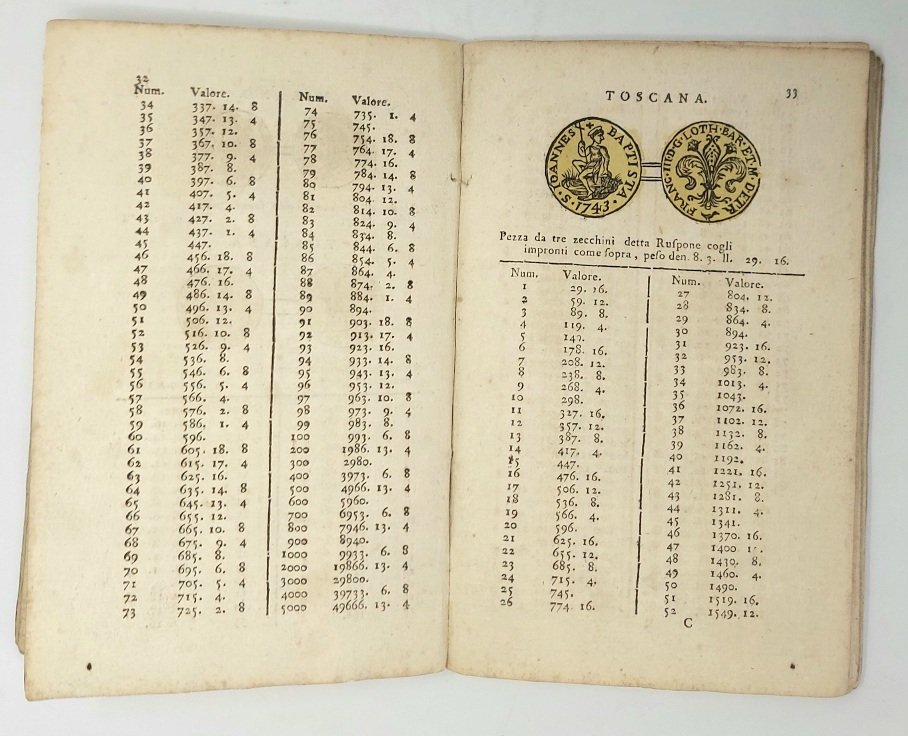 32
Num. Valore.
34 337. 14. 8
35 347. 13. 4
36 357. 12.
37 367. 10. 8
38 377. 9. 4
39 387. 8.
40 397. 6. 8
41 407. 5. 4
42 417. 4.
43 427. 2. 8
44 437. 1. 4
45 447.
46 456. 18. 8
47 466. 17. 4
48 476. 16.
49 486. 14. 8
50 496. 13. 4
51 506. 12.
52 516. 10. 8
53 526. 9. 4
54 536. 8.
55 546. 6. 8
56 556. 5. 4
57 566. 4.
58 576. 2. 8
59 586. 1. 4
60 596.
61 605. 18. 8
62 615. 17. 4
63 625. 16.
64 635. 14. 8
65 645. 13. 4
66 655. 12.
67 665. 10. 8
68 675. 9. 4
69 685. 8.
70 695. 6. 8
71 705. 5. 4
72 715. 4.
73 725. 2. 8
Num. Valore.
74 735. 1. 4
75 745.
76 754. 18. 8
77 764. 17. 4
78 774. 16.
79 784. 14. 8
80 794. 13. 4
81 804. 12.
82 814. 10. 8
83 824. 9. 4
84 834. 8.
85 844. 6. 8
86 854. 5. 4
87 864. 4.
88 874. 2. 8
89 884. 1. 4
90 894.
91 903. 18. 8
92 913. 17. 4
93 923. 16.
94 933. 14. 8
95 943. 13. 4
96 953. 12.
97 963. 10. 8
98 973. 9. 4
99 983. 8.
100 993. 6. 8
200 1986. 13. 4
300 2980.
400 3973. 6. 8
500 4966. 13. 4
600 5960.
700 6953. 6. 8
800 7946. 13. 4
900 8940.
1000 9933. 6. 8
2000 19866. 13. 4
3000 29800.
4000 39733. 6. 8
5000 49666. 13. 4
TOSCANA. 33
S·IOANNES BAPTISTA·
1743·
FRANC·III·D·G·LOTH·BAR·ET·M·D·ETR
Pezza da tre zecchini detta Ruſpone cogli
impronti come ſopra, peſo den. 8. 3. ll. 29. 16.
Num. Valore.
1 29. 16.
2 59. 12.
3 89. 8.
4 119. 4.
5 149.
6 178. 16.
7 208. 12.
8 238. 8.
9 268. 4.
10 298.
11 327. 16.
12 357. 12.
13 387. 8.
14 417. 4.
15 447.
16 476. 16.
17 506. 12.
18 536. 8.
19 566. 4.
20 596.
21 625. 16.
22 655. 12.
23 685. 8.
24 715. 4.
25 745.
26 774. 16.
Num. Valore.
27 804. 12.
28 834. 8.
29 864. 4.
30 894.
31 923. 16.
32 953. 12.
33 983. 8.
34 1013. 4.
35 1043.
36 1072. 16.
37 1102. 12.
38 1132. 8.
39 1162. 4.
40 1192.
41 1221. 16.
42 1251. 12.
43 1281. 8.
44 1311. 4.
45 1341.
46 1370. 16.
47 1400.
48 1430. 8.
49 1460. 4.
50 1490.
51 1519. 16.
52 1549. 12.
C